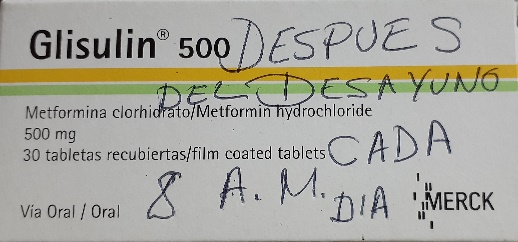 Glisulin® 500 DESPUES
DEL DESAYUNO
Metformina clorhidrato/Metformin hydrochloride
500 mg
30 tabletas recubiertas/film coated tablets CADA
8 A.M. DIA
Vía Oral / Oral
MERCK